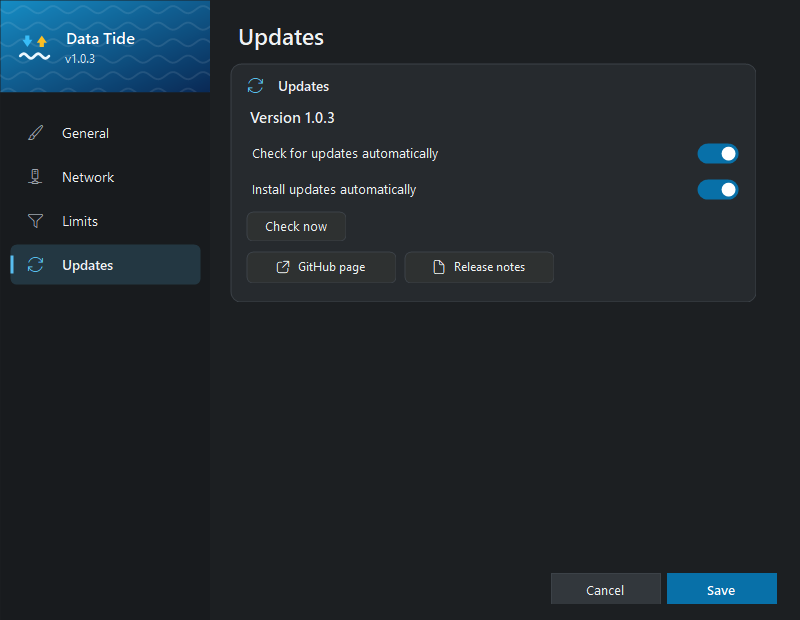 Data Tide
v1.0.3
General
Network
Limits
Updates
Updates
Updates
Version 1.0.3
Check for updates automatically
Install updates automatically
Check now
GitHub page
Release notes
Cancel
Save